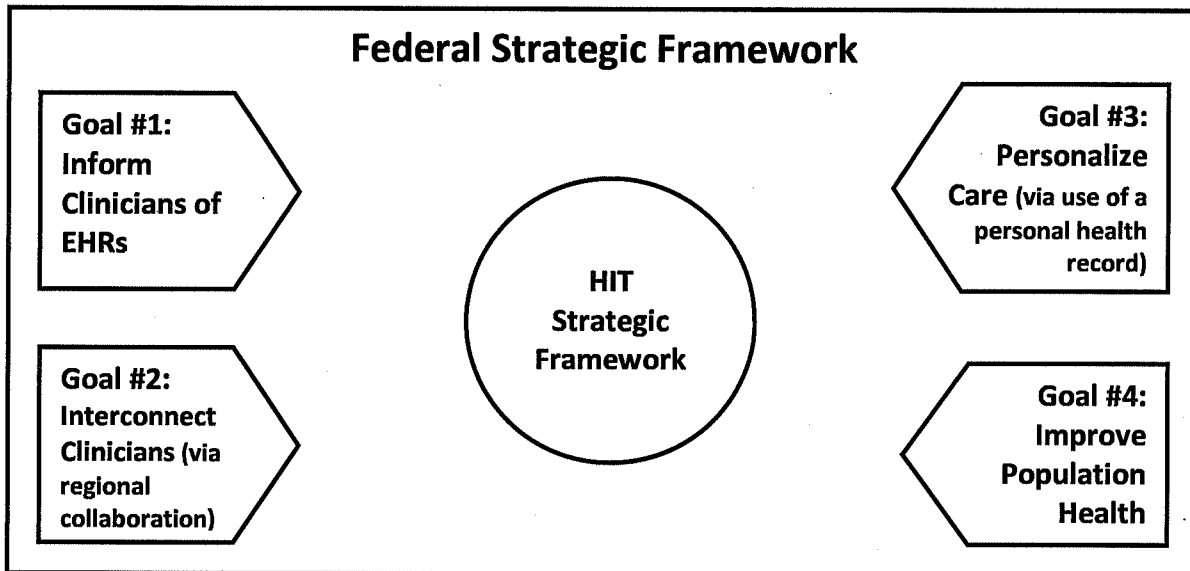 Federal Strategic Framework
Goal #1:
Inform
Clinicians of
EHRs
Goal #2:
Interconnect
Clinicians (via
regional
collaboration)
HIT
Strategic
Framework
Goal #3:
Personalize
Care (via use of a
personal health
record)
Goal #4:
Improve
Population
Health